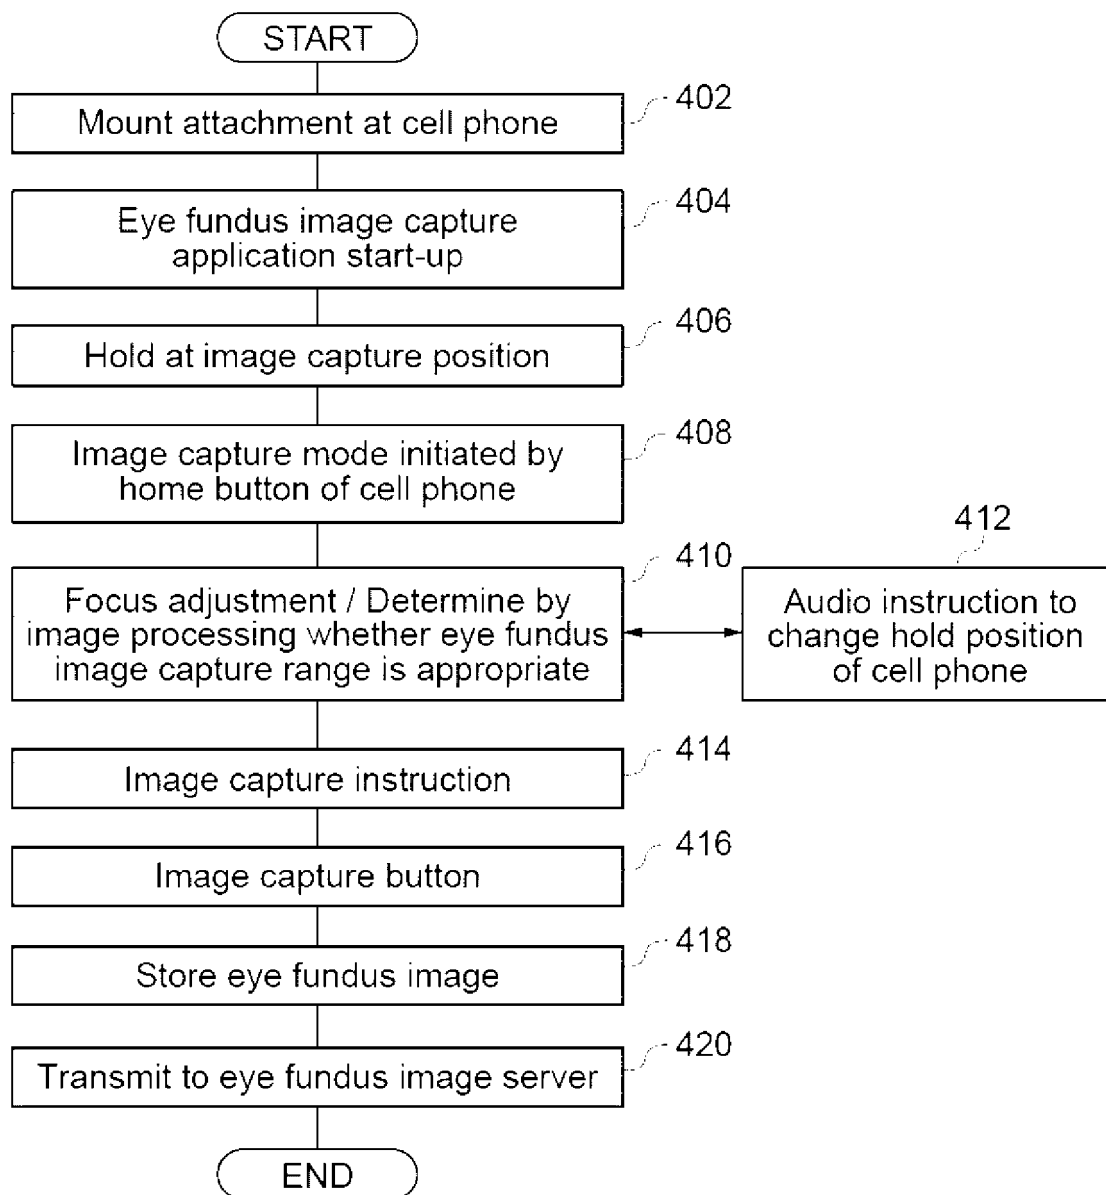 START
402
Mount attachment at cell phone
404
Eye fundus image capture
application start-up
406
Hold at image capture position
408
Image capture mode initiated by
home button of cell phone
410
Focus adjustment / Determine by
image processing whether eye fundus
image capture range is appropriate
412
Audio instruction to
change hold position
of cell phone
414
Image capture instruction
416
Image capture button
418
Store eye fundus image
420
Transmit to eye fundus image server
END